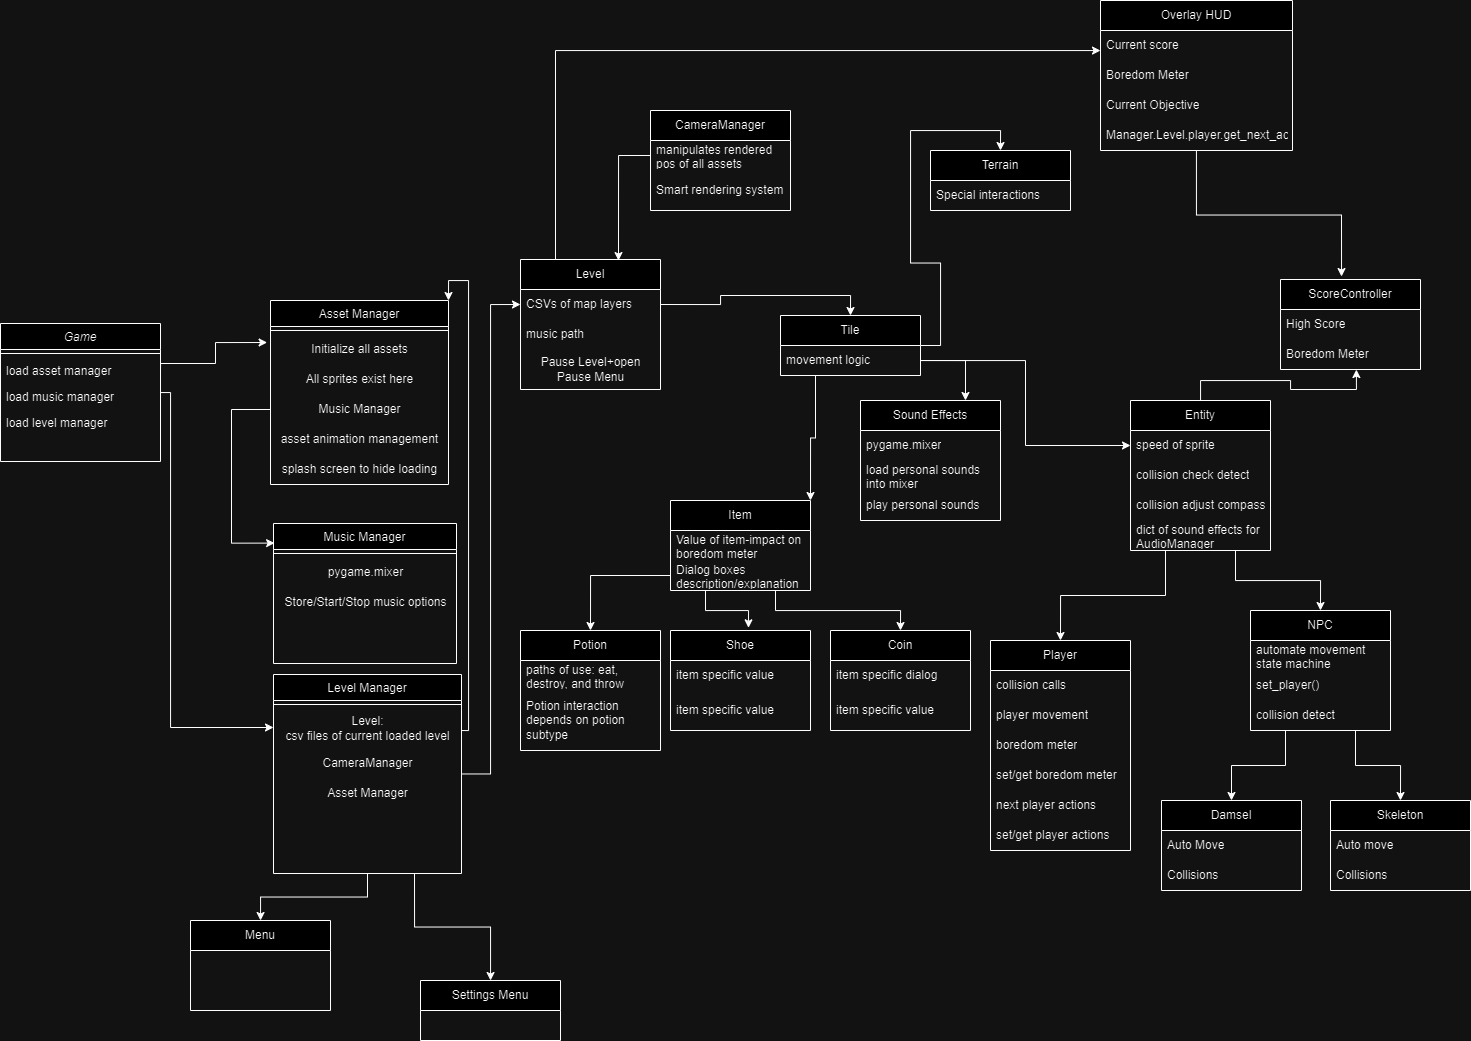 Overlay HUD
Current score
Boredom Meter
Current Objective
Manager.Level.player.get_next_ac
CameraManager
manipulates rendered
pos of all assets
Smart rendering system
Terrain
Special interactions
Level
CSVs of map layers
music path
Pause Level+open
Pause Menu
ScoreController
High Score
Boredom Meter
Asset Manager
Initialize all assets
All sprites exist here
Music Manager
asset animation management
splash screen to hide loading
Game
load asset manager
load music manager
load level manager
Tile
movement logic
Sound Effects
pygame.mixer
load personal sounds
into mixer
play personal sounds
Entity
speed of sprite
collision check detect
collision adjust compass
dict of sound effects for
AudioManager
Item
Value of item-impact on
boredom meter
Dialog boxes
description/explanation
Music Manager
pygame.mixer
Store/Start/Stop music options
Potion
paths of use: eat,
destroy, and throw
Potion interaction
depends on potion
subtype
Shoe
item specific value
item specific value
Coin
item specific dialog
item specific value
Player
collision calls
player movement
boredom meter
set/get boredom meter
next player actions
set/get player actions
NPC
automate movement
state machine
set_player()
collision detect
Level Manager
Level:
csv files of current loaded level
CameraManager
Asset Manager
Damsel
Auto Move
Collisions
Skeleton
Auto move
Collisions
Menu
Settings Menu